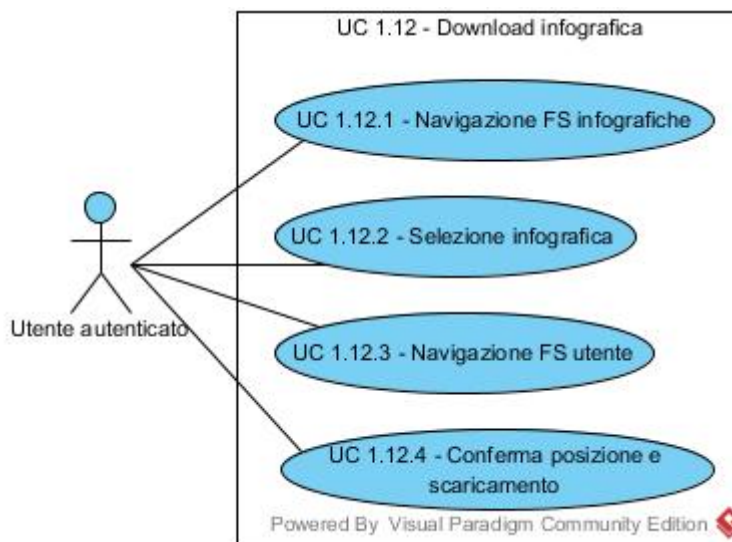 UC 1.12 - Download infografica
UC 1.12.1 - Navigazione FS infografiche
UC 1.12.2 - Selezione infografica
Utente autenticato
UC 1.12.3 - Navigazione FS utente
UC 1.12.4 - Conferma posizione e
scaricamento
Powered By Visual Paradigm Community Edition